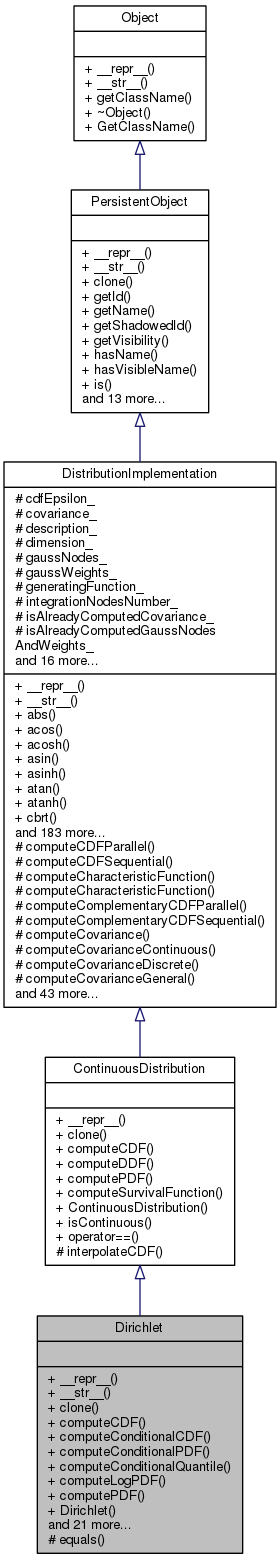 Object
+ __repr__()
+ __str__()
+ getClassName()
+ ~Object()
+ GetClassName()
PersistentObject
+ __repr__()
+ __str__()
+ clone()
+ getId()
+ getName()
+ getShadowedId()
+ getVisibility()
+ hasName()
+ hasVisibleName()
+ is()
and 13 more...
DistributionImplementation
# cdfEpsilon_
# covariance_
# description_
# dimension_
# gaussNodes_
# gaussWeights_
# generatingFunction_
# integrationNodesNumber_
# isAlreadyComputedCovariance_
# isAlreadyComputedGaussNodes
AndWeights_
and 16 more...
+ __repr__()
+ __str__()
+ abs()
+ acos()
+ acosh()
+ asin()
+ asinh()
+ atan()
+ atanh()
+ cbrt()
and 183 more...
# computeCDFParallel()
# computeCDFSequential()
# computeCharacteristicFunction()
# computeCharacteristicFunction()
# computeComplementaryCDFParallel()
# computeComplementaryCDFSequential()
# computeCovariance()
# computeCovarianceContinuous()
# computeCovarianceDiscrete()
# computeCovarianceGeneral()
and 43 more...
ContinuousDistribution
+ __repr__()
+ clone()
+ computeCDF()
+ computeDDF()
+ computePDF()
+ computeSurvivalFunction()
+ ContinuousDistribution()
+ isContinuous()
+ operator==()
# interpolateCDF()
Dirichlet
+ __repr__()
+ __str__()
+ clone()
+ computeCDF()
+ computeConditionalCDF()
+ computeConditionalPDF()
+ computeConditionalQuantile()
+ computeLogPDF()
+ computePDF()
+ Dirichlet()
and 21 more...
# equals()